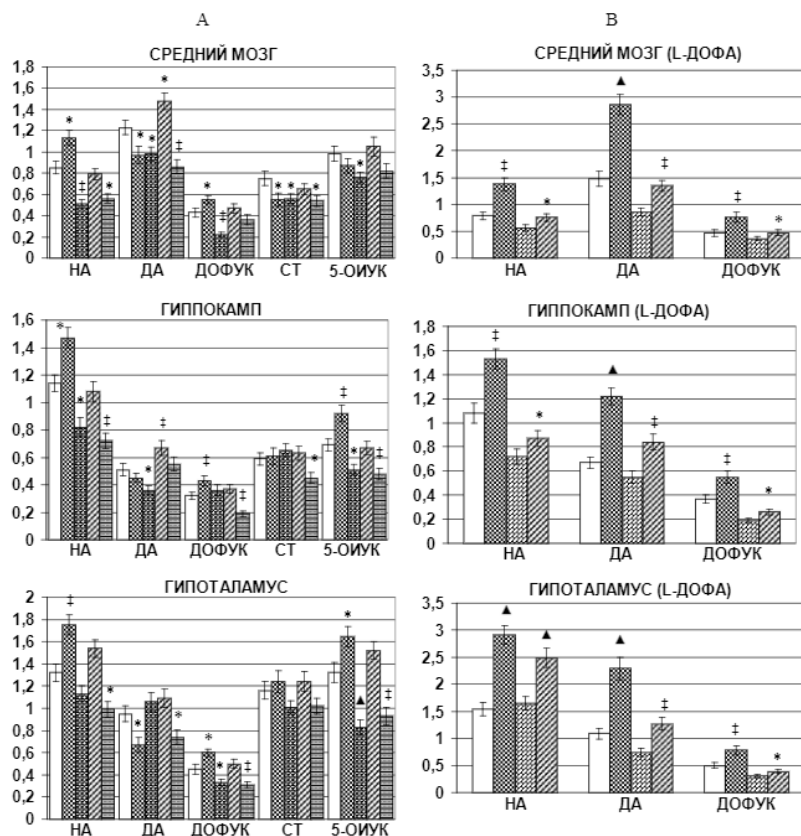 А
В
СРЕДНИЙ МОЗГ
1,8
1,6
1,4
1,2
1
0,8
0,6
0,4
0,2
0
* ‡ * * * * ‡ * ‡ * * * *
НА ДА ДОФУК СТ 5-ОИУК
СРЕДНИЙ МОЗГ (L-ДОФА)
3,5
3
2,5
2
1,5
1
0,5
0
‡ * ▲ ‡ ‡ *
НА ДА ДОФУК
ГИППОКАМП
1,6
1,4
1,2
1
0,8
0,6
0,4
0,2
0
* * ‡ * ‡ ‡ ‡ * ‡ * ‡
НА ДА ДОФУК СТ 5-ОИУК
ГИППОКАМП (L-ДОФА)
1,8
1,6
1,4
1,2
1
0,8
0,6
0,4
0,2
0
‡ * ▲ ‡ ‡ *
НА ДА ДОФУК
ГИПОТАЛАМУС
2
1,8
1,6
1,4
1,2
1
0,8
0,6
0,4
0,2
0
‡ * * * * * ‡ * ▲ ‡
НА ДА ДОФУК СТ 5-ОИУК
ГИПОТАЛАМУС (L-ДОФА)
3,5
3
2,5
2
1,5
1
0,5
0
▲ ▲ ▲ ‡ ‡ *
НА ДА ДОФУК